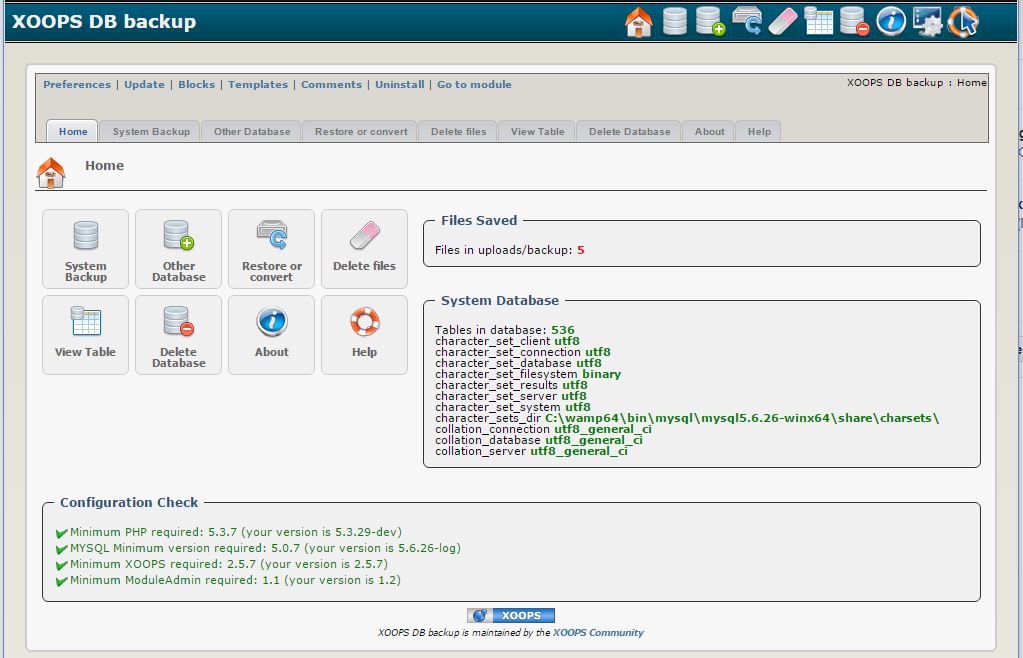 XOOPS DB backup
Preferences | Update | Blocks | Templates | Comments | Uninstall | Go to module
XOOPS DB backup : Home
Home
System Backup
Other Database
Restore or convert
Delete files
View Table
Delete Database
About
Help
Home
System
Backup
Other
Database
Restore or
convert
Delete files
View Table
Delete
Database
About
Help
Files Saved
Files in uploads/backup: 5
System Database
Tables in database: 536
character_set_client utf8
character_set_connection utf8
character_set_database utf8
character_set_filesystem binary
character_set_results utf8
character_set_server utf8
character_set_system utf8
character_sets_dir C:\wamp64\bin\mysql\mysql5.6.26-winx64\share\charsets\
collation_connection utf8_general_ci
collation_database utf8_general_ci
collation_server utf8_general_ci
Configuration Check
Minimum PHP required: 5.3.7 (your version is 5.3.29-dev)
MYSQL Minimum version required: 5.0.7 (your version is 5.6.26-log)
Minimum XOOPS required: 2.5.7 (your version is 2.5.7)
Minimum ModuleAdmin required: 1.1 (your version is 1.2)
XOOPS
XOOPS DB backup is maintained by the XOOPS Community